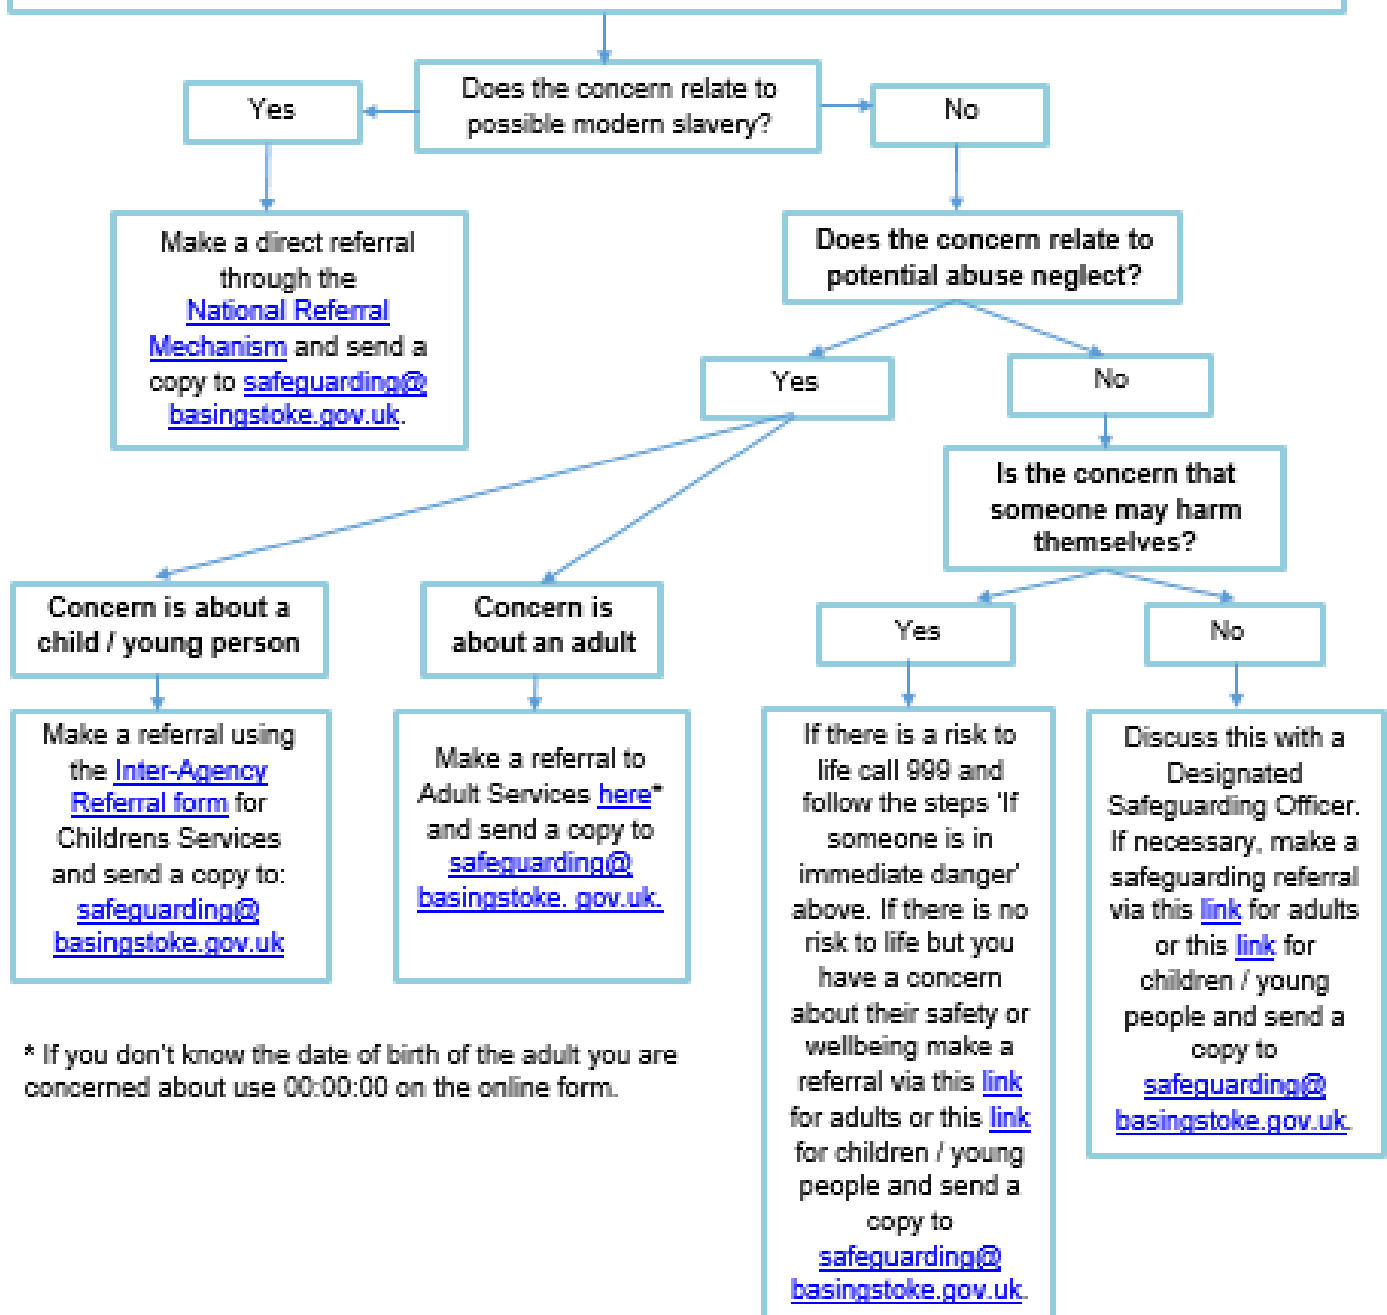 Does the concern relate to
possible modern slavery?
Yes
No
Make a direct referral
through the
National Referral
Mechanism and send a
copy to safeguarding@
basingstoke.gov.uk.
Does the concern relate to
potential abuse neglect?
Yes
No
Is the concern that
someone may harm
themselves?
Concern is about a
child / young person
Concern is
about an adult
Yes
No
Make a referral using
the Inter-Agency
Referral form for
Childrens Services
and send a copy to:
safeguarding@
basingstoke.gov.uk
Make a referral to
Adult Services here*
and send a copy to
safeguarding@
basingstoke. gov.uk.
If there is a risk to
life call 999 and
follow the steps 'If
someone is in
immediate danger'
above. If there is no
risk to life but you
have a concern
about their safety or
wellbeing make a
referral via this link
for adults or this link
for children / young
people and send a
copy to
safeguarding@
basingstoke.gov.uk.
Discuss this with a
Designated
Safeguarding Officer.
If necessary, make a
safeguarding referral
via this link for adults
or this link for
children / young
people and send a
copy to
safeguarding@
basingstoke.gov.uk.
* If you don't know the date of birth of the adult you are
concerned about use 00:00:00 on the online form.